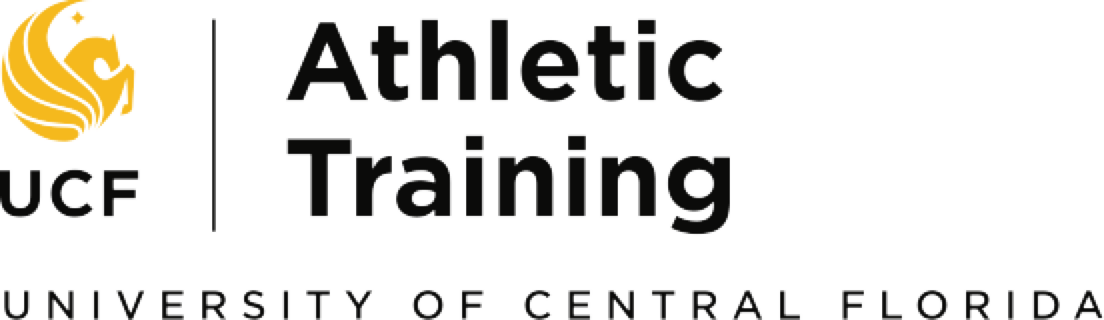 UCF
Athletic
Training
UNIVERSITY OF CENTRAL FLORIDA